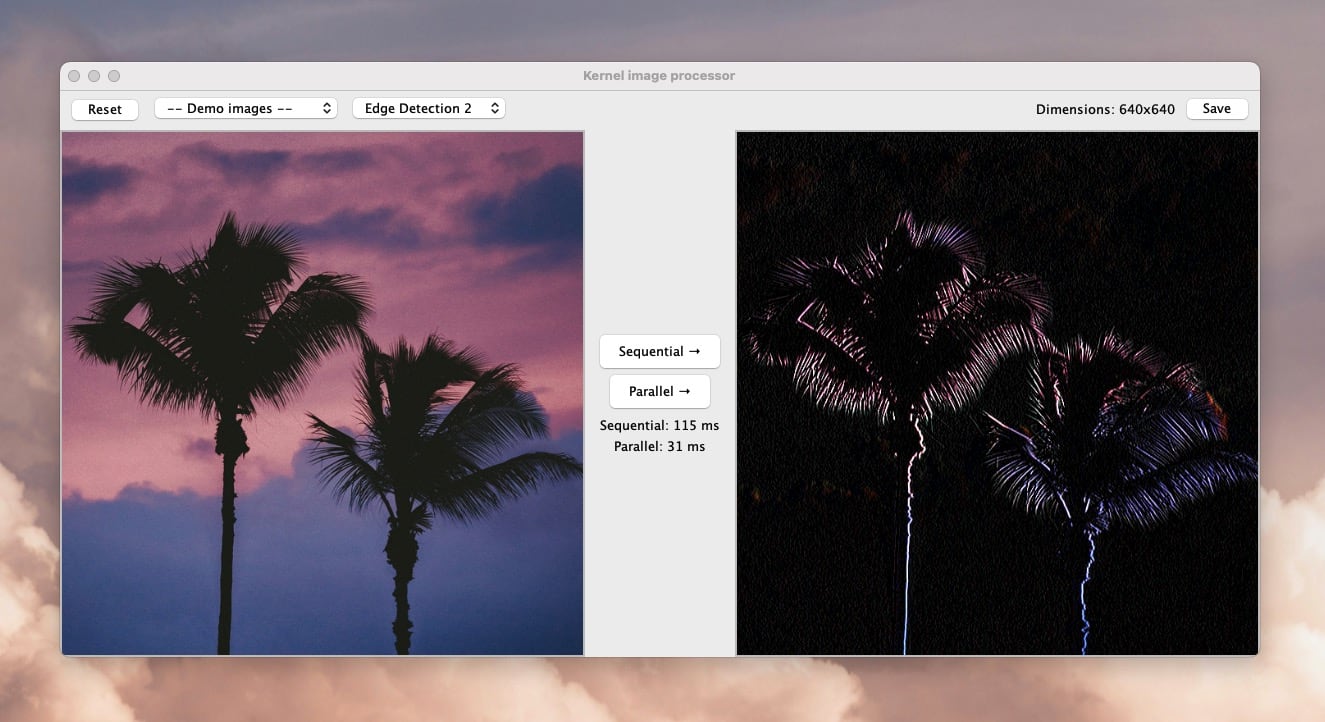 Kernel image processor
Reset
-- Demo images --
Edge Detection 2
Dimensions: 640x640
Save
Sequential →
Parallel →
Sequential: 115 ms
Parallel: 31 ms